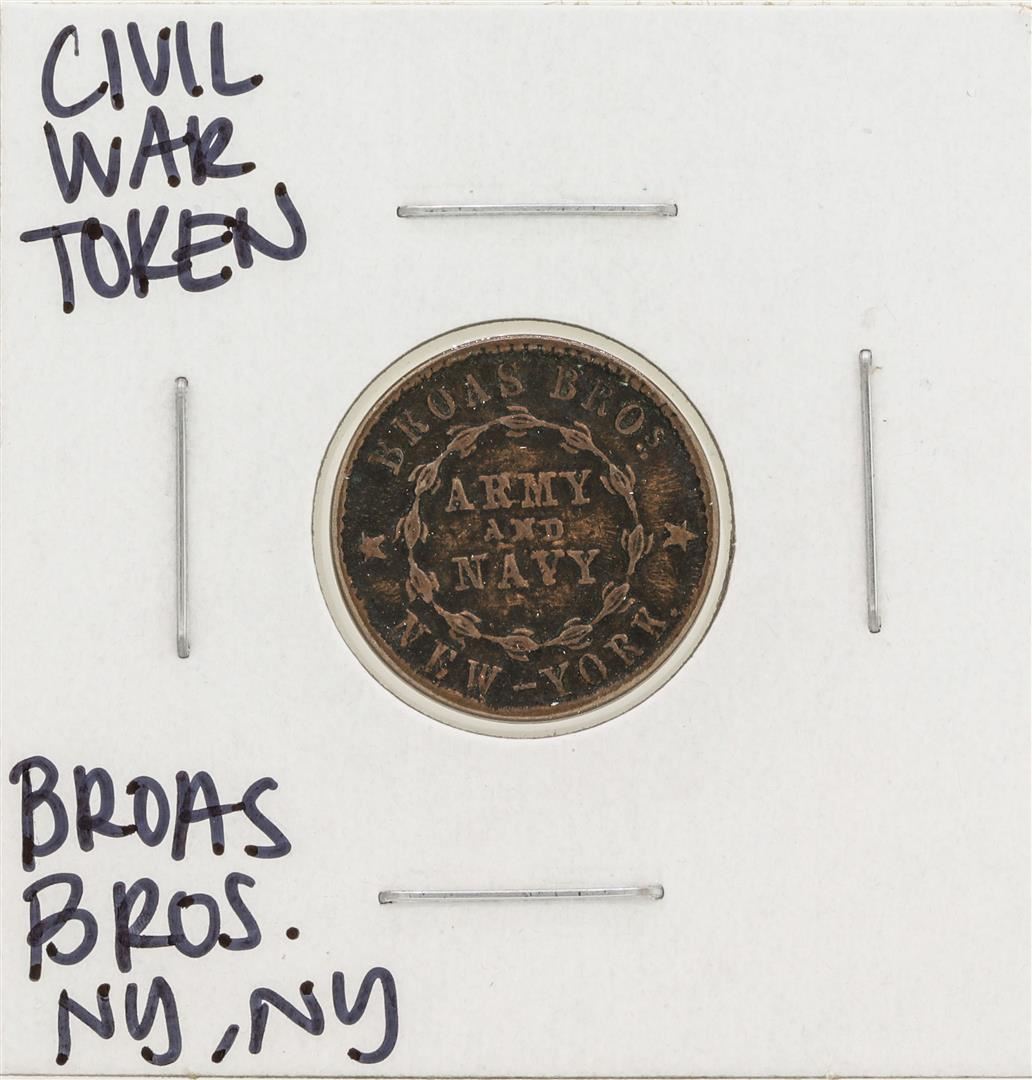 CIVIL
WAR
TOKEN
BROAS BROs.
ARMY
AND
NAVY
NEW-YORK.
BROAS
BROS.
NY, NY